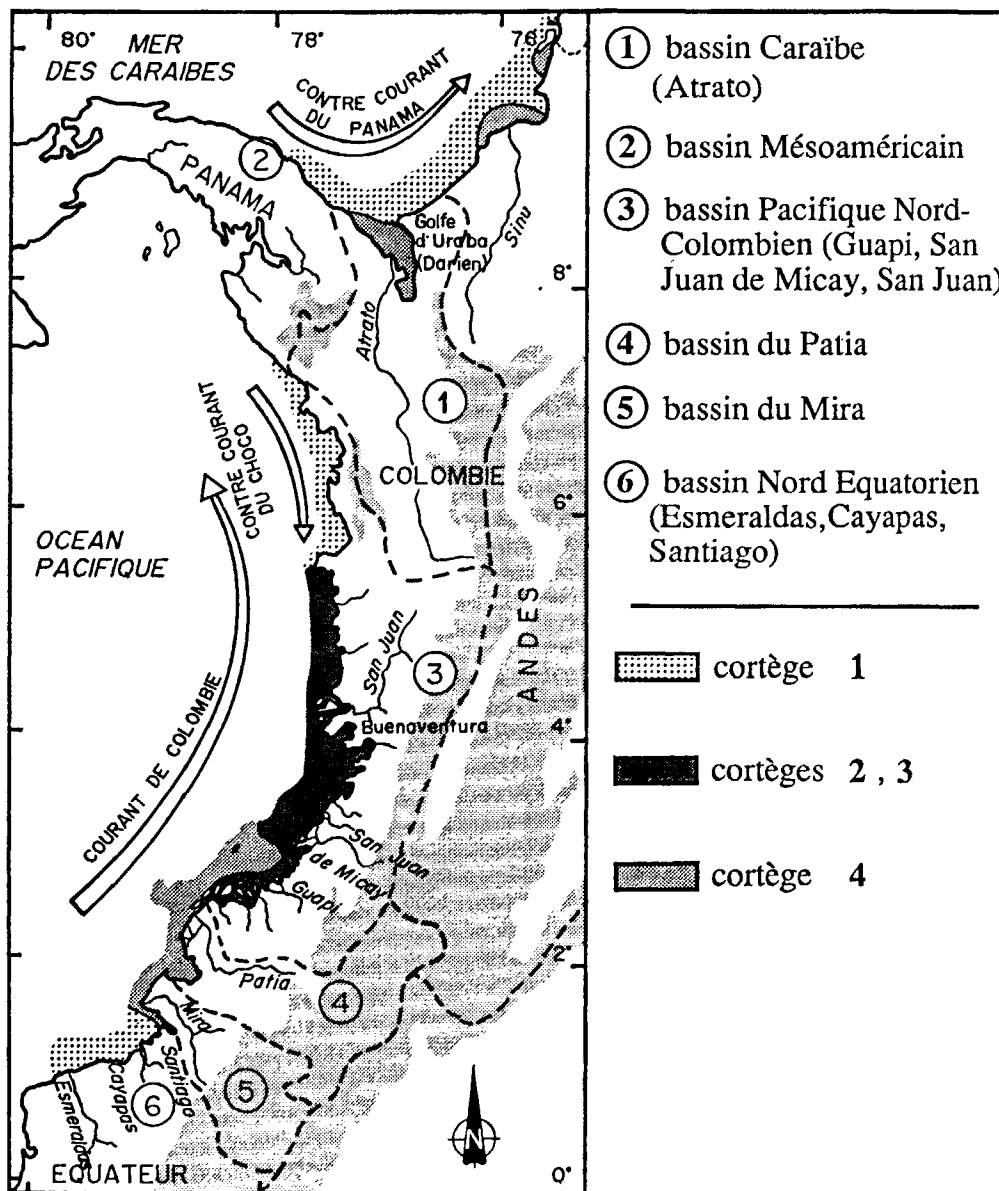 80°
78°
76°
MER
DES CARAIBES
CONTRE COURANT
DU PANAMA
2
PANAMA
Golfe
d'Uraba
(Darien)
Sinu
8°
Atrato
1
CONTRE COURANT
DU CHOCO
COLOMBIE
6°
OCEAN
PACIFIQUE
ANDES
San Juan
3
Buenaventura
4°
COURANT DE COLOMBIE
San Juan
de Micay
Guapi
2°
Patia
4
Mira
Santiago
Cayapas
Esmeraldas
6
5
N
EQUATEUR
0°
1 bassin Caraïbe
(Atrato)
2 bassin Mésoaméricain
3 bassin Pacifique Nord-
Colombien (Guapi, San
Juan de Micay, San Juan)
4 bassin du Patia
5 bassin du Mira
6 bassin Nord Equatorien
(Esmeraldas,Cayapas,
Santiago)
cortège 1
cortèges 2 , 3
cortège 4